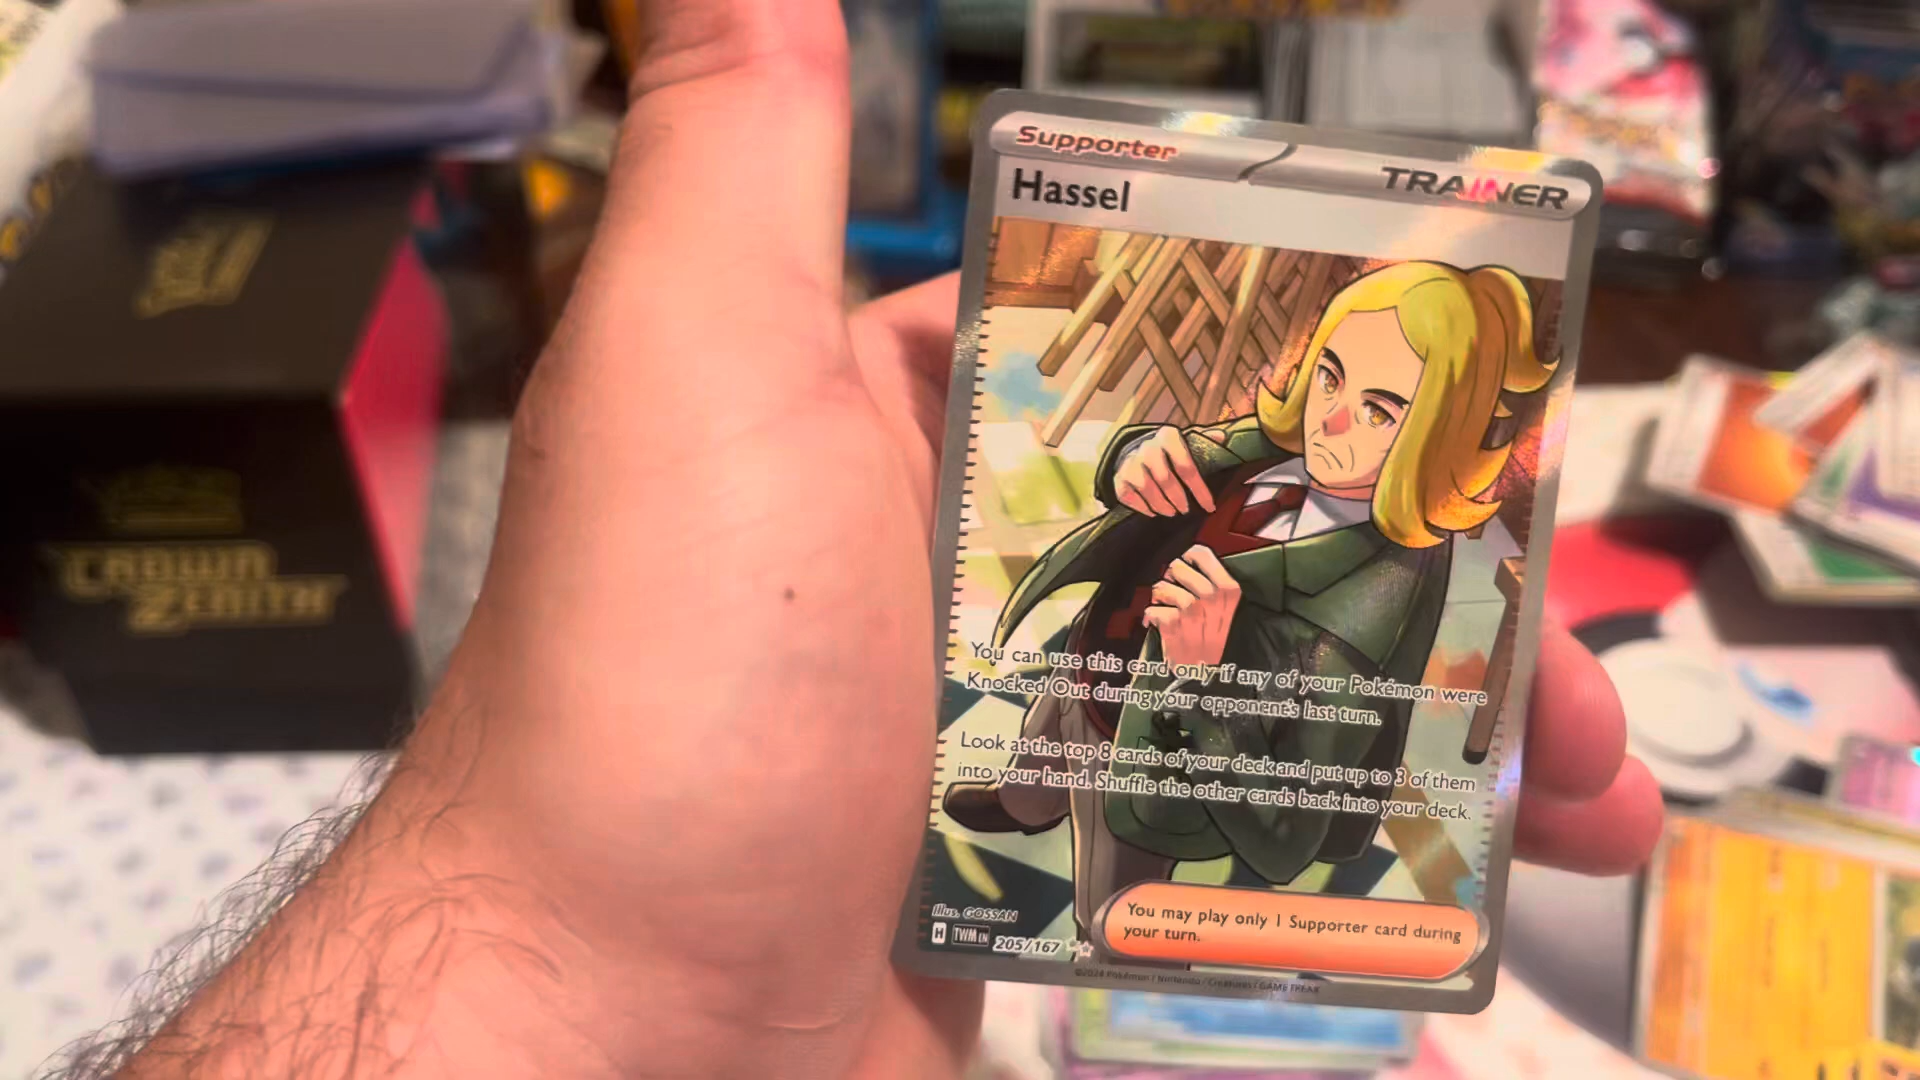 Supporter
TRAINER
Hassel
You can use this card only if any of your Pokémon were
Knocked Out during your opponent's last turn.
Look at the top 8 cards of your deck and put up to 3 of them
into your hand. Shuffle the other cards back into your deck.
Illus. GOSSAN
H TWM EN 205/167
You may play only 1 Supporter card during
your turn.
©2024 Pokémon / Nintendo / Creatures / GAME FREAK
CROWN
ZENITH